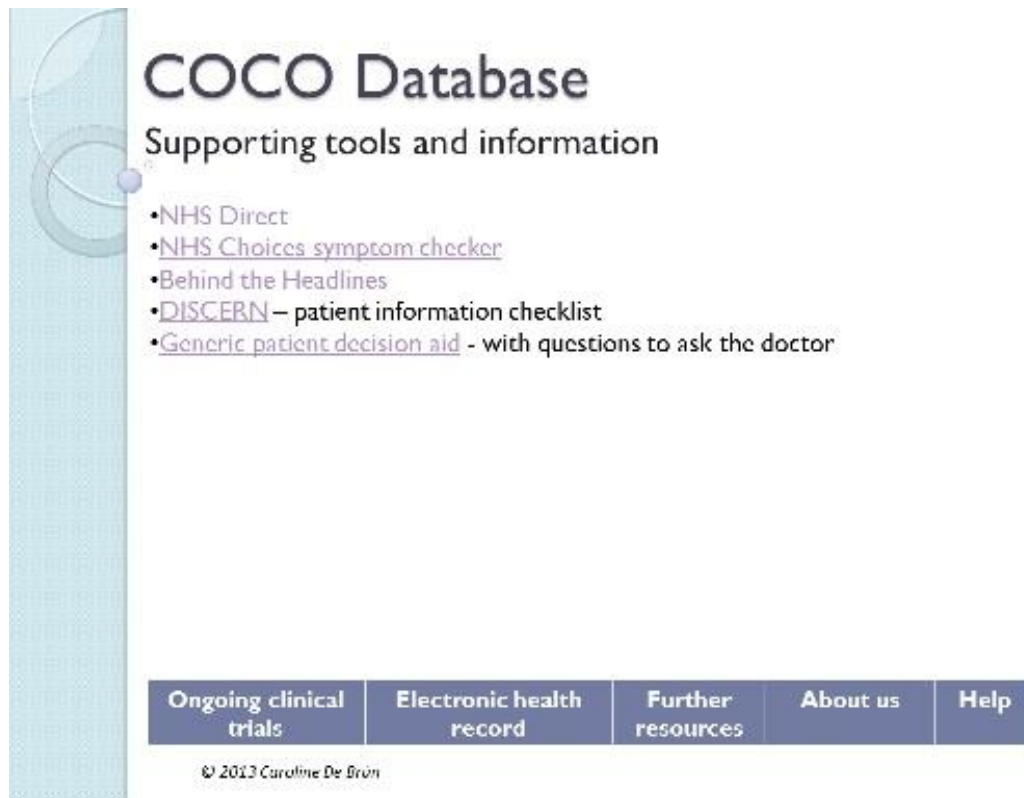 COCO Database
Supporting tools and information
•NHS Direct
•NHS Choices symptom checker
•Behind the Headlines
•DISCERN – patient information checklist
•Generic patient decision aid - with questions to ask the doctor
Ongoing clinical trials
Electronic health record
Further resources
About us
Help
© 2013 Caroline De Brún